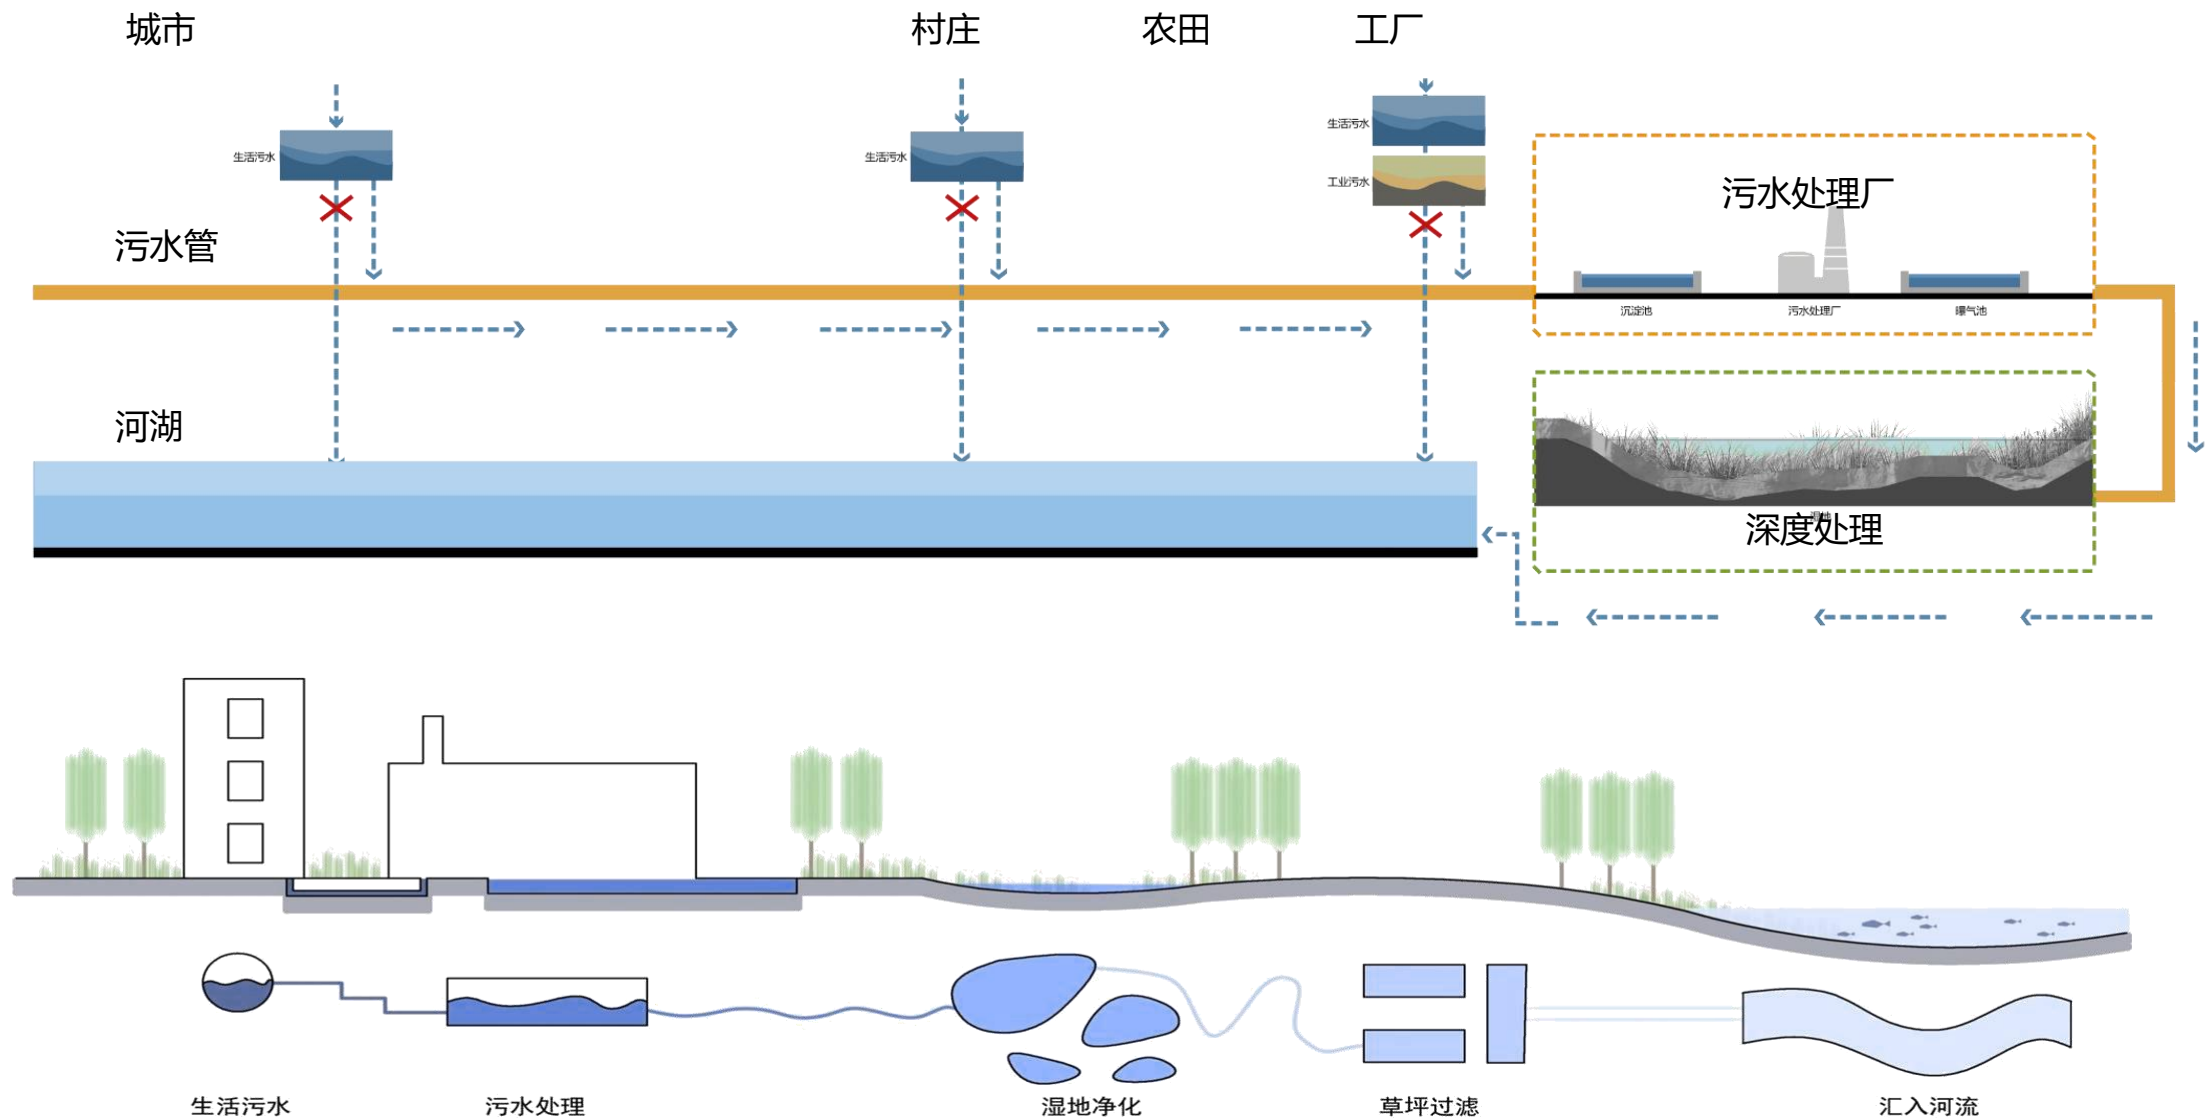 城市
村庄
农田
工厂
生活污水
生活污水
生活污水
工业污水
污水处理厂
污水管
沉淀池
污水处理厂
曝气池
河湖
湿地
深度处理
生活污水
污水处理
湿地净化
草坪过滤
汇入河流